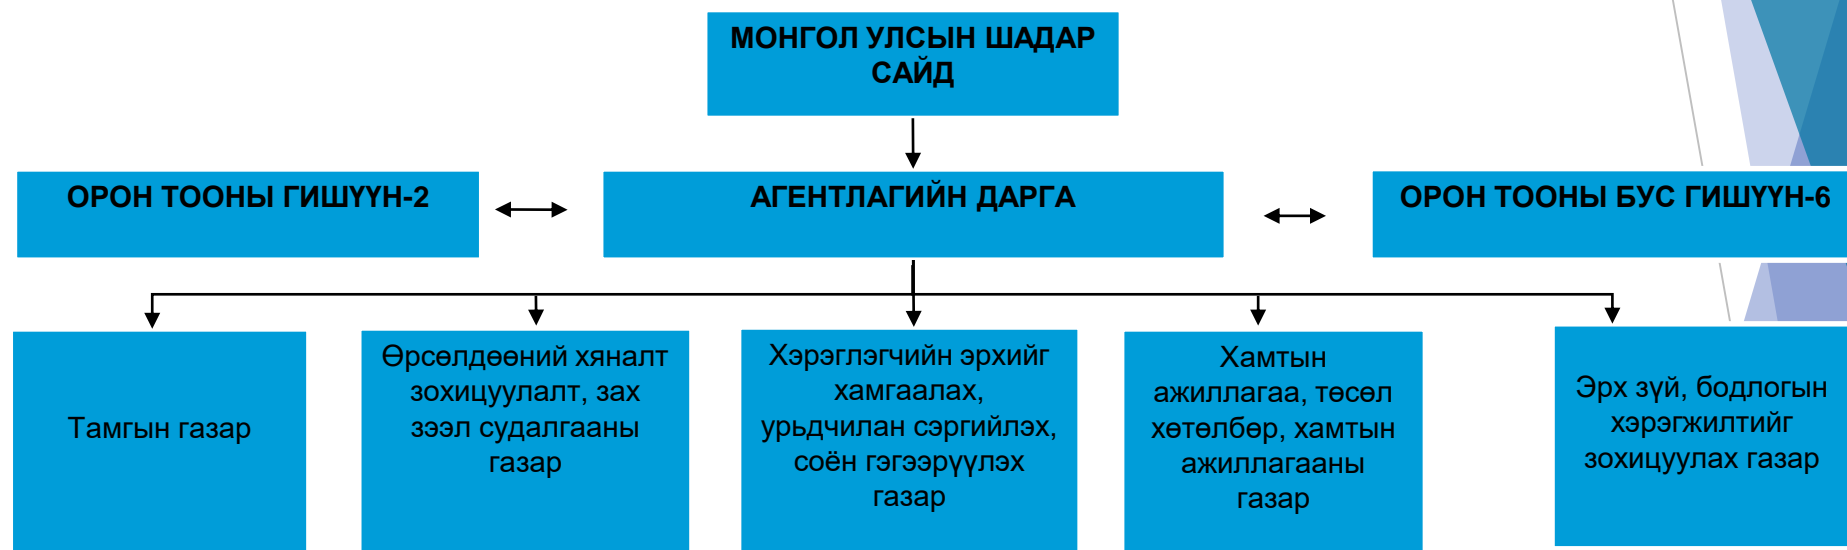 МОНГОЛ УЛСЫН ШАДАР
САЙД
ОРОН ТООНЫ ГИШҮҮН-2
АГЕНТЛАГИЙН ДАРГА
ОРОН ТООНЫ БУС ГИШҮҮН-6
Тамгын газар
Өрсөлдөөний хяналт
зохицуулалт, зах
зээл судалгааны
газар
Хэрэглэгчийн эрхийг
хамгаалах,
урьдчилан сэргийлэх,
соён гэгээрүүлэх
газар
Хамтын
ажиллагаа, төсөл
хөтөлбөр, хамтын
ажиллагааны
газар
Эрх зүй, бодлогын
хэрэгжилтийг
зохицуулах газар